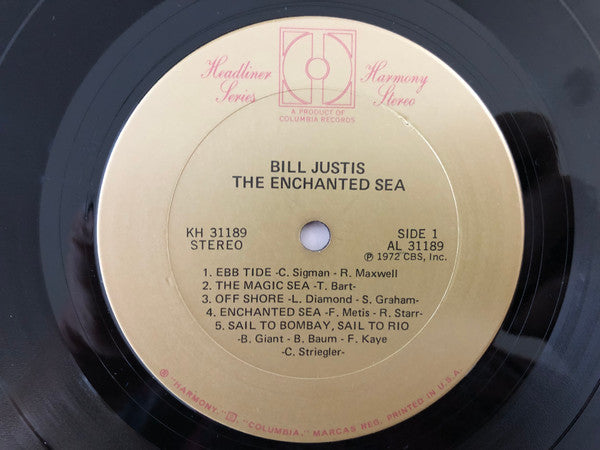 Headliner Series
Harmony Stereo
A PRODUCT OF
COLUMBIA RECORDS
BILL JUSTIS
THE ENCHANTED SEA
KH 31189
STEREO
SIDE 1
AL 31189
℗ 1972 CBS, Inc.
1. EBB TIDE -C. Sigman - R. Maxwell
2. THE MAGIC SEA -T. Bart-
3. OFF SHORE -L. Diamond - S. Graham-
4. ENCHANTED SEA -F. Metis - R. Starr-
5. SAIL TO BOMBAY, SAIL TO RIO
-B. Giant - B. Baum - F. Kaye
-C. Striegler-
® "HARMONY," ⅅ, "COLUMBIA," MARCAS REG. PRINTED IN U.S.A.